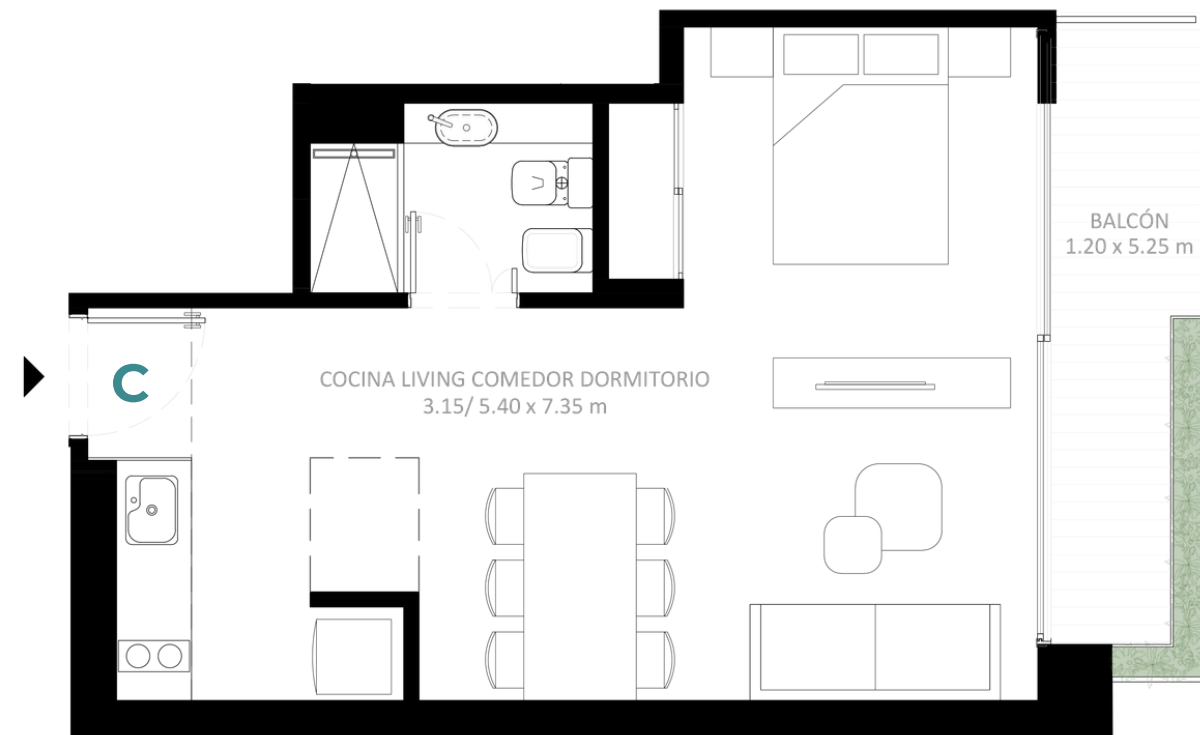 BALCÓN
1.20 x 5.25 m
C
COCINA LIVING COMEDOR DORMITORIO
3.15/ 5.40 x 7.35 m